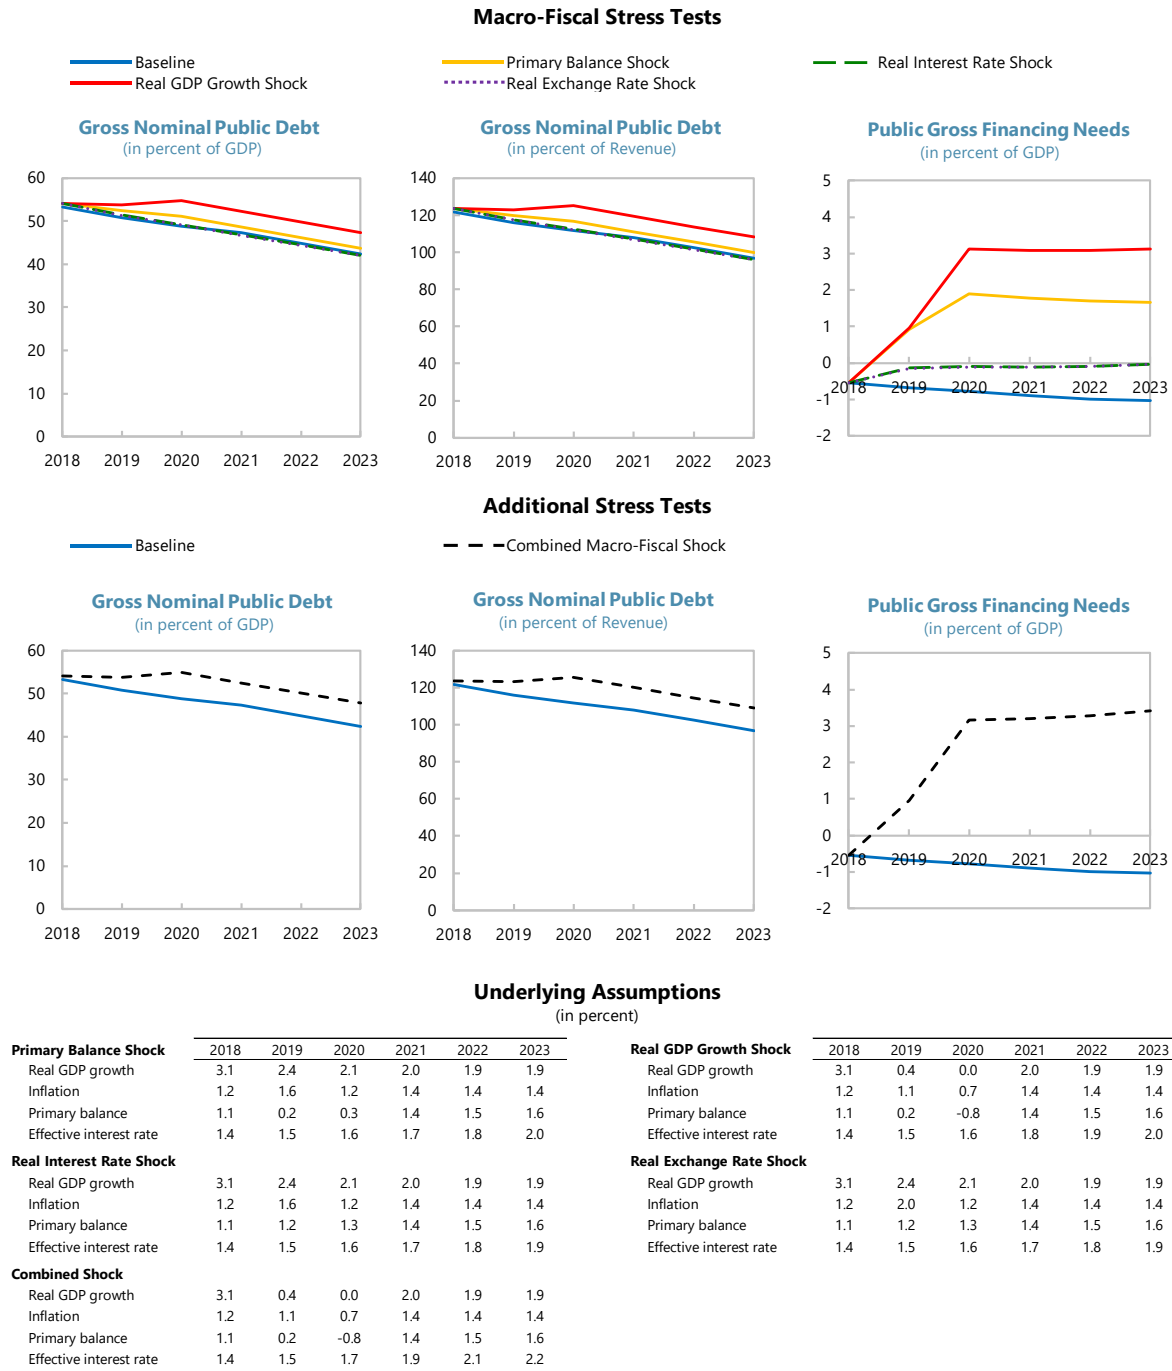 Macro-Fiscal Stress Tests
Baseline
Primary Balance Shock
Real Interest Rate Shock
Real GDP Growth Shock
Real Exchange Rate Shock
Gross Nominal Public Debt
(in percent of GDP)
60
50
40
30
20
10
0
2018 2019 2020 2021 2022 2023
Gross Nominal Public Debt
(in percent of Revenue)
140
120
100
80
60
40
20
0
2018 2019 2020 2021 2022 2023
Public Gross Financing Needs
(in percent of GDP)
5
4
3
2
1
0
-1
-2
2018 2019 2020 2021 2022 2023
Additional Stress Tests
Baseline
Combined Macro-Fiscal Shock
Gross Nominal Public Debt
(in percent of GDP)
60
50
40
30
20
10
0
2018 2019 2020 2021 2022 2023
Gross Nominal Public Debt
(in percent of Revenue)
140
120
100
80
60
40
20
0
2018 2019 2020 2021 2022 2023
Public Gross Financing Needs
(in percent of GDP)
5
4
3
2
1
0
-1
-2
2018 2019 2020 2021 2022 2023
Underlying Assumptions
(in percent)
Primary Balance Shock 2018 2019 2020 2021 2022 2023
Real GDP growth 3.1 2.4 2.1 2.0 1.9 1.9
Inflation 1.2 1.6 1.2 1.4 1.4 1.4
Primary balance 1.1 0.2 0.3 1.4 1.5 1.6
Effective interest rate 1.4 1.5 1.6 1.7 1.8 2.0
Real Interest Rate Shock
Real GDP growth 3.1 2.4 2.1 2.0 1.9 1.9
Inflation 1.2 1.6 1.2 1.4 1.4 1.4
Primary balance 1.1 1.2 1.3 1.4 1.5 1.6
Effective interest rate 1.4 1.5 1.6 1.7 1.8 1.9
Combined Shock
Real GDP growth 3.1 0.4 0.0 2.0 1.9 1.9
Inflation 1.2 1.1 0.7 1.4 1.4 1.4
Primary balance 1.1 0.2 -0.8 1.4 1.5 1.6
Effective interest rate 1.4 1.5 1.7 1.9 2.1 2.2
Real GDP Growth Shock 2018 2019 2020 2021 2022 2023
Real GDP growth 3.1 0.4 0.0 2.0 1.9 1.9
Inflation 1.2 1.1 0.7 1.4 1.4 1.4
Primary balance 1.1 0.2 -0.8 1.4 1.5 1.6
Effective interest rate 1.4 1.5 1.6 1.8 1.9 2.0
Real Exchange Rate Shock
Real GDP growth 3.1 2.4 2.1 2.0 1.9 1.9
Inflation 1.2 2.0 1.2 1.4 1.4 1.4
Primary balance 1.1 1.2 1.3 1.4 1.5 1.6
Effective interest rate 1.4 1.5 1.6 1.7 1.8 1.9